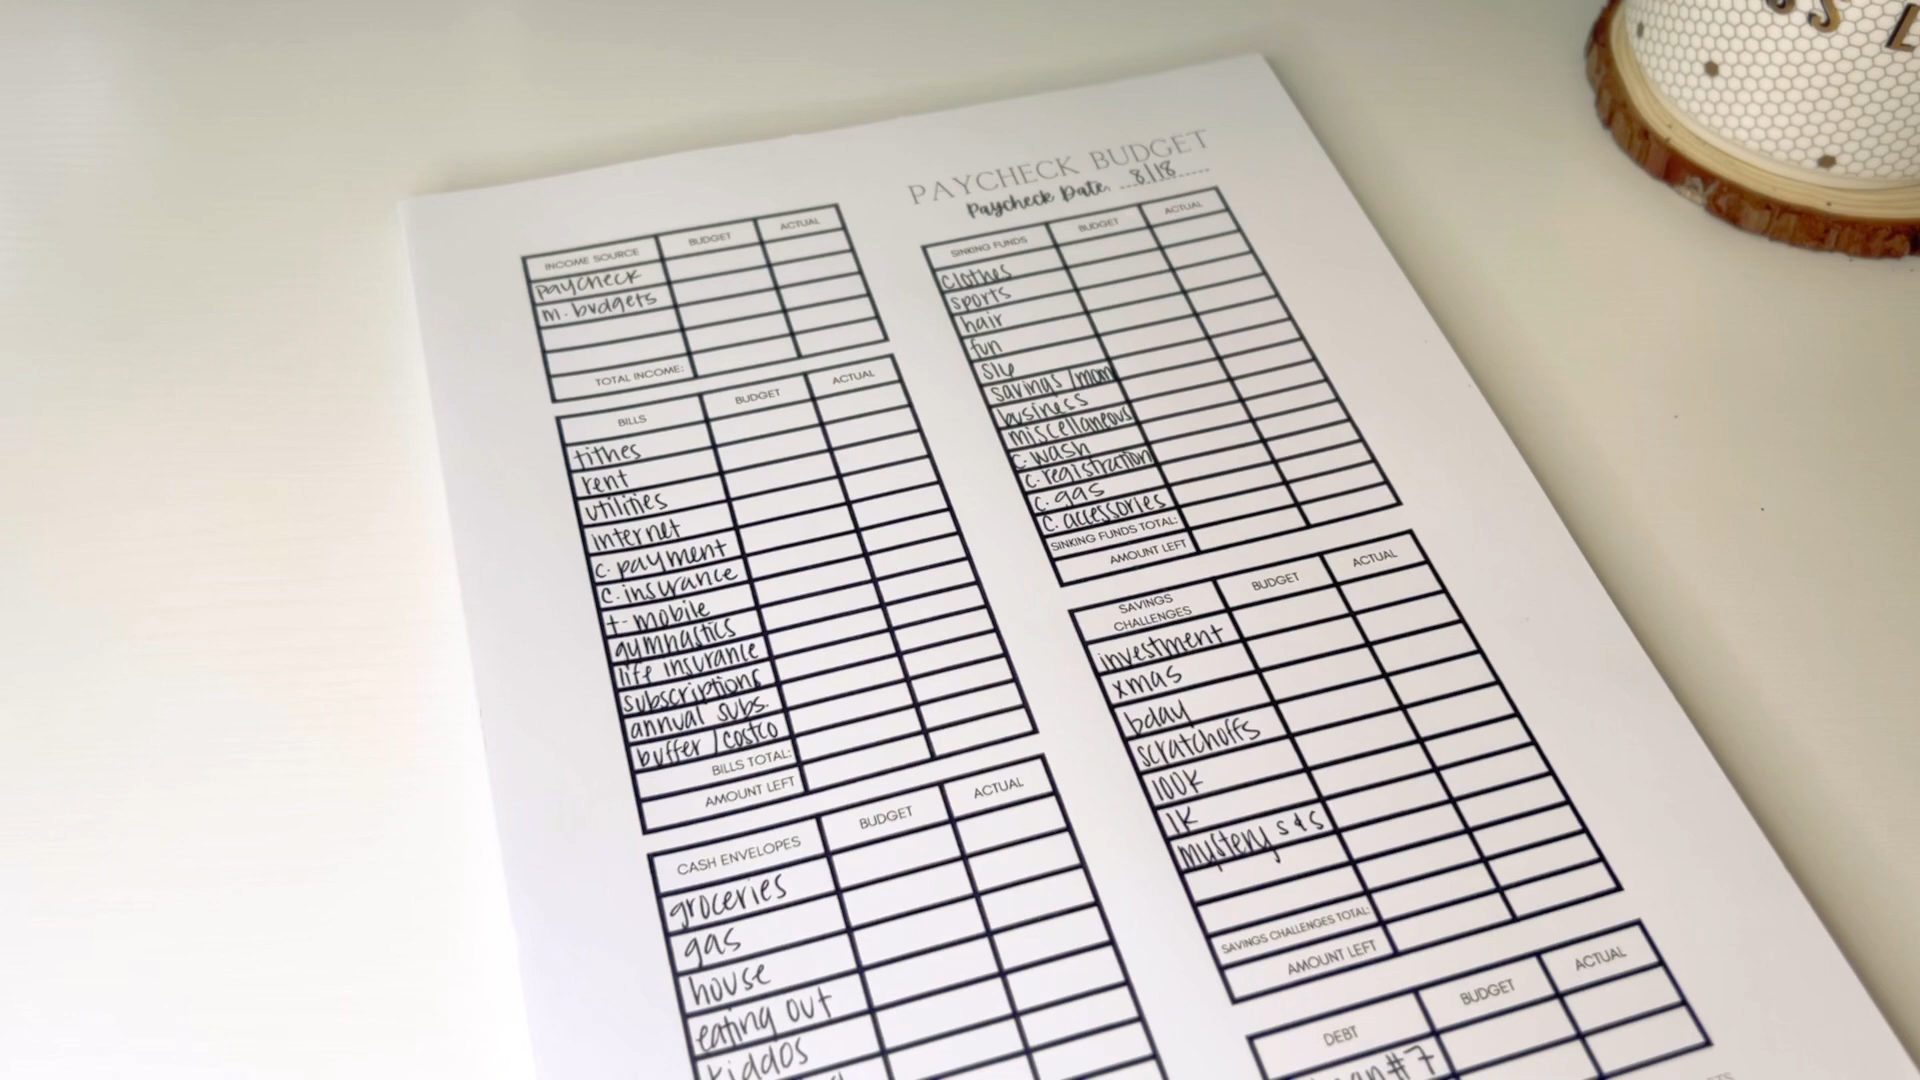 PAYCHECK BUDGET
Paycheck Date: 8/18
INCOME SOURCE BUDGET ACTUAL
paycheck
m. budgets
TOTAL INCOME:
BILLS BUDGET ACTUAL
tithes
rent
utilities
internet
c. payment
c. insurance
t-mobile
gymnastics
life insurance
subscriptions
annual subs.
buffer/costco
BILLS TOTAL:
AMOUNT LEFT
CASH ENVELOPES BUDGET ACTUAL
groceries
gas
house
eating out
kiddos
SINKING FUNDS BUDGET ACTUAL
clothes
sports
hair
fun
savings/mom
business
miscellaneous
c. wash
c. registration
c. gas
c. accessories
SINKING FUNDS TOTAL:
AMOUNT LEFT
SAVINGS CHALLENGES BUDGET ACTUAL
investment
xmas
bday
scratchoffs
100K
1K
mystery s&s
SAVINGS CHALLENGES TOTAL:
AMOUNT LEFT
DEBT BUDGET ACTUAL
#7